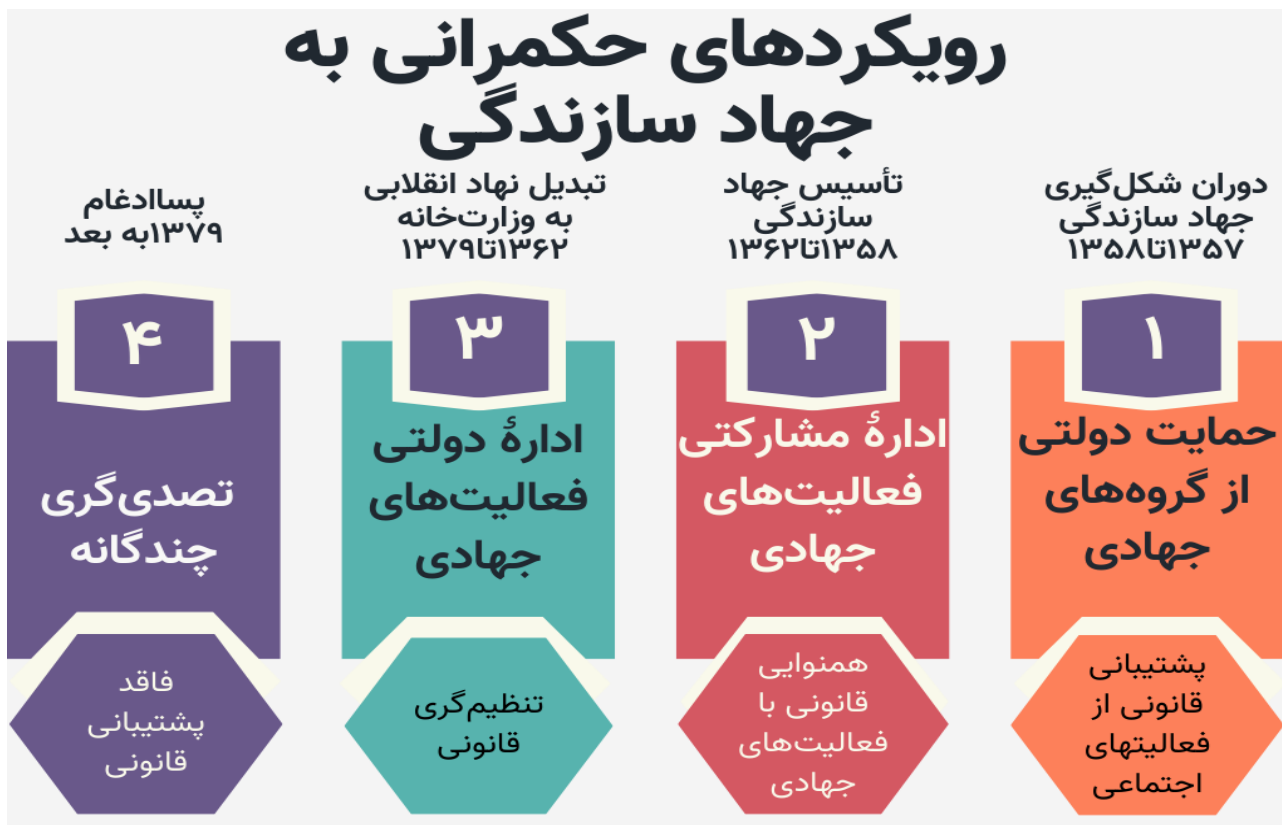 رویکردهای حکمرانی به
جهاد سازندگی
دوران شکل‌گیری
جهاد سازندگی
۱۳۵۷تا۱۳۵۸
۱
حمایت دولتی
از گروه‌های
جهادی
پشتیبانی
قانونی از
فعالیتهای
اجتماعی
تأسیس جهاد
سازندگی
۱۳۵۸تا۱۳۶۲
۲
ادارهٔ مشارکتی
فعالیت‌های
جهادی
همنوایی
قانونی با
فعالیت‌های
جهادی
تبدیل نهاد انقلابی
به وزارت‌خانه
۱۳۶۲تا۱۳۷۹
۳
ادارهٔ دولتی
فعالیت‌های
جهادی
تنظیم‌گری
قانونی
پساادغام
۱۳۷۹به بعد
۴
تصدی‌گری
چندگانه
فاقد
پشتیبانی
قانونی